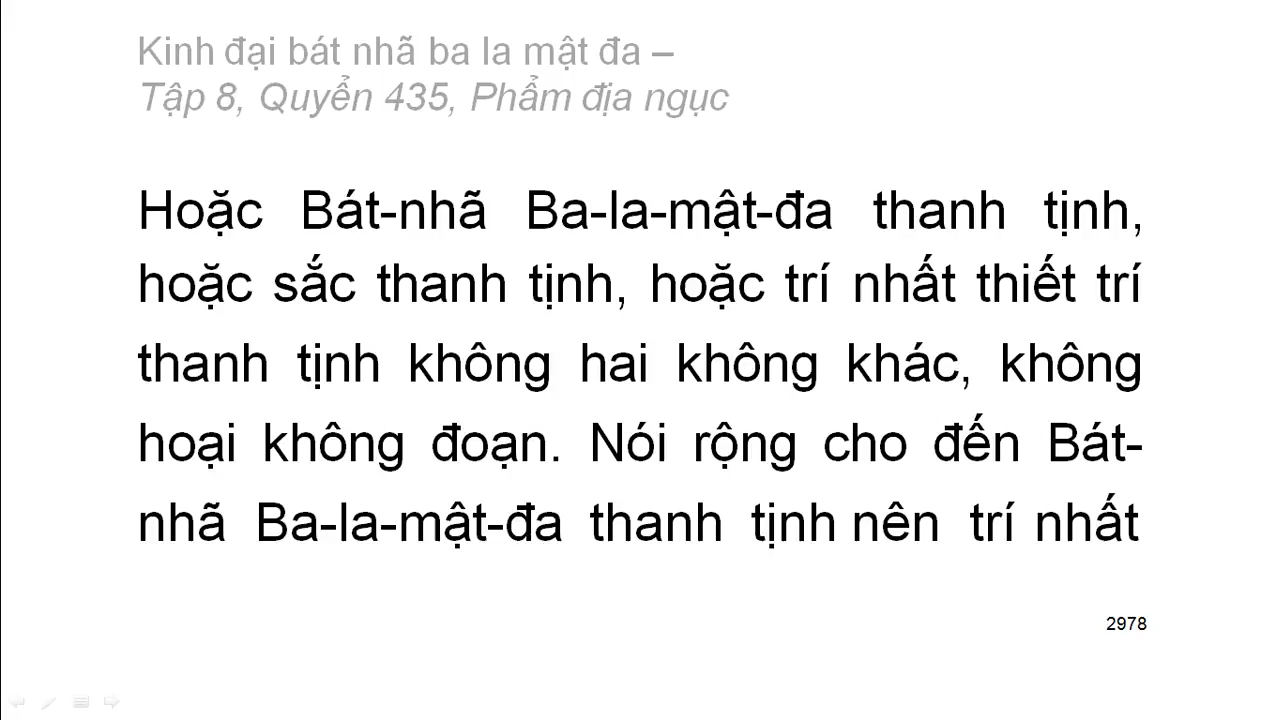 Kinh đại bát nhã ba la mật đa –
Tập 8, Quyển 435, Phẩm địa ngục
Hoặc Bát-nhã Ba-la-mật-đa thanh tịnh,
hoặc sắc thanh tịnh, hoặc trí nhất thiết trí
thanh tịnh không hai không khác, không
hoại không đoạn. Nói rộng cho đến Bát-
nhã Ba-la-mật-đa thanh tịnh nên trí nhất
2978